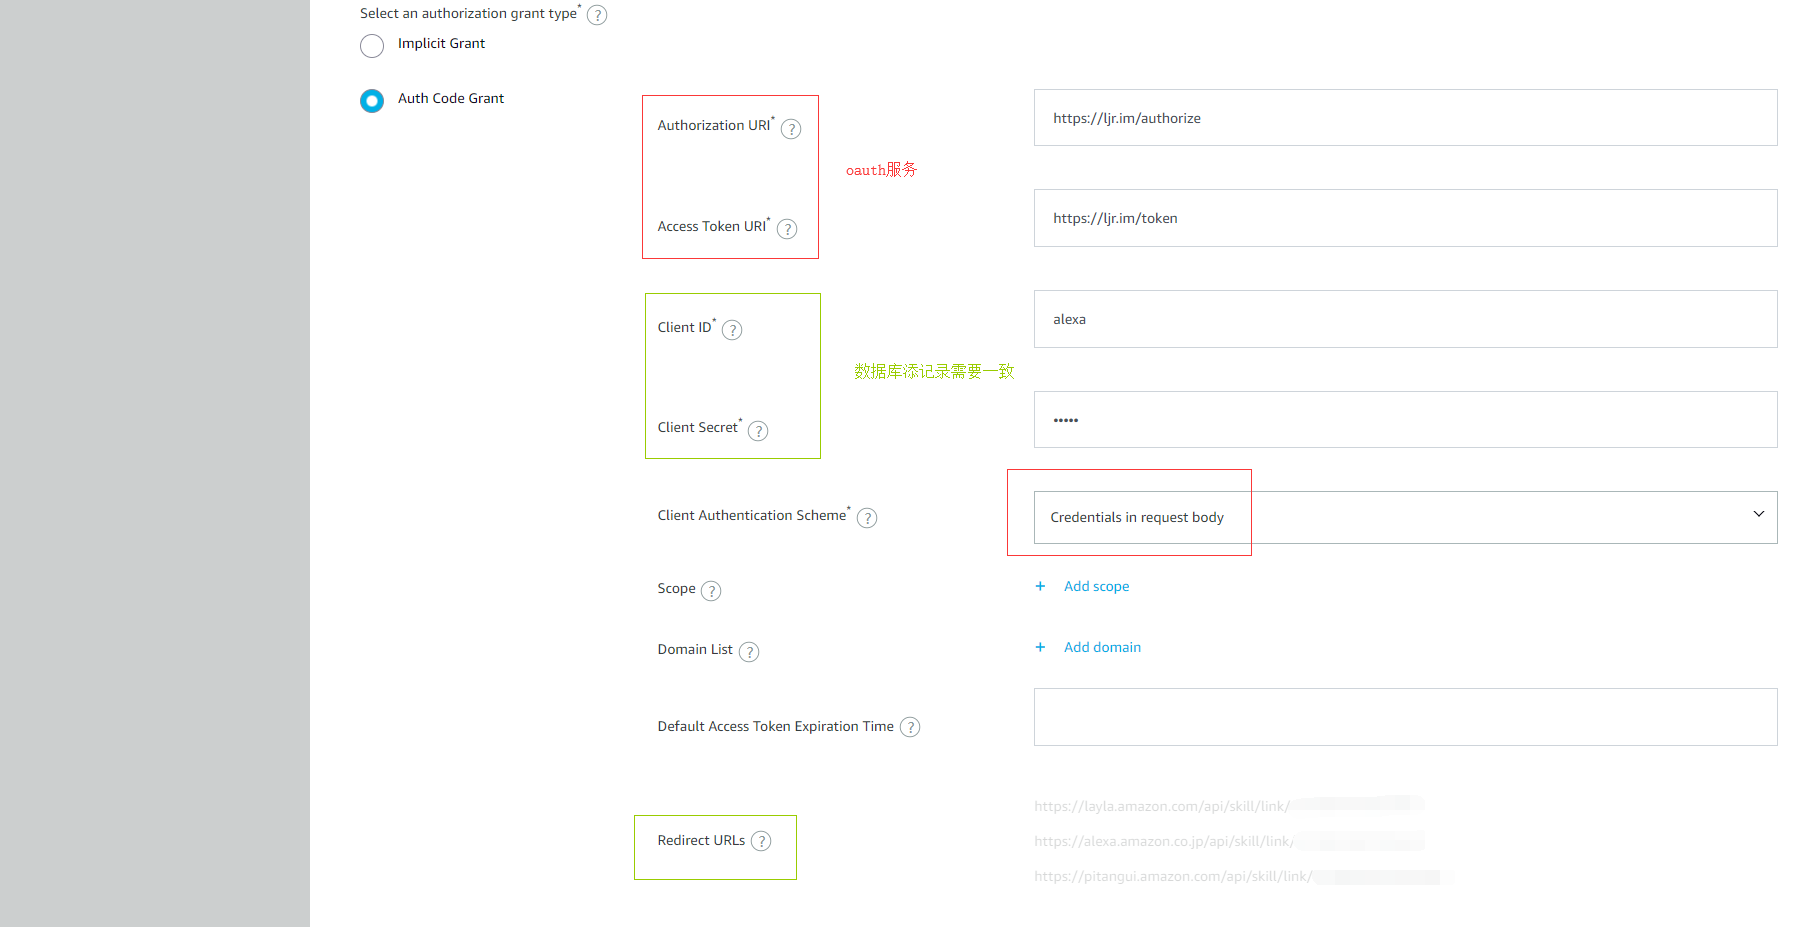 Select an authorization grant type* ?
Implicit Grant
Auth Code Grant
Authorization URI* ?
https://ljr.im/authorize
oauth服务
Access Token URI* ?
https://ljr.im/token
Client ID* ?
alexa
数据库添记录需要一致
Client Secret* ?
•••••
Client Authentication Scheme* ?
Credentials in request body
Scope ?
+ Add scope
Domain List ?
+ Add domain
Default Access Token Expiration Time ?
Redirect URLs ?
https://layla.amazon.com/api/skill/link/
https://alexa.amazon.co.jp/api/skill/link/
https://pitangui.amazon.com/api/skill/link/